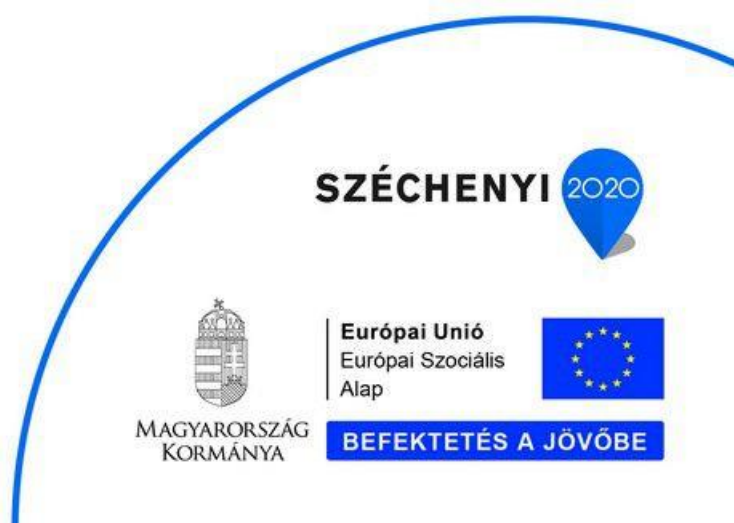 SZÉCHENYI 2020
Európai Unió
Európai Szociális
Alap
MAGYARORSZÁG
KORMÁNYA
BEFEKTETÉS A JÖVŐBE